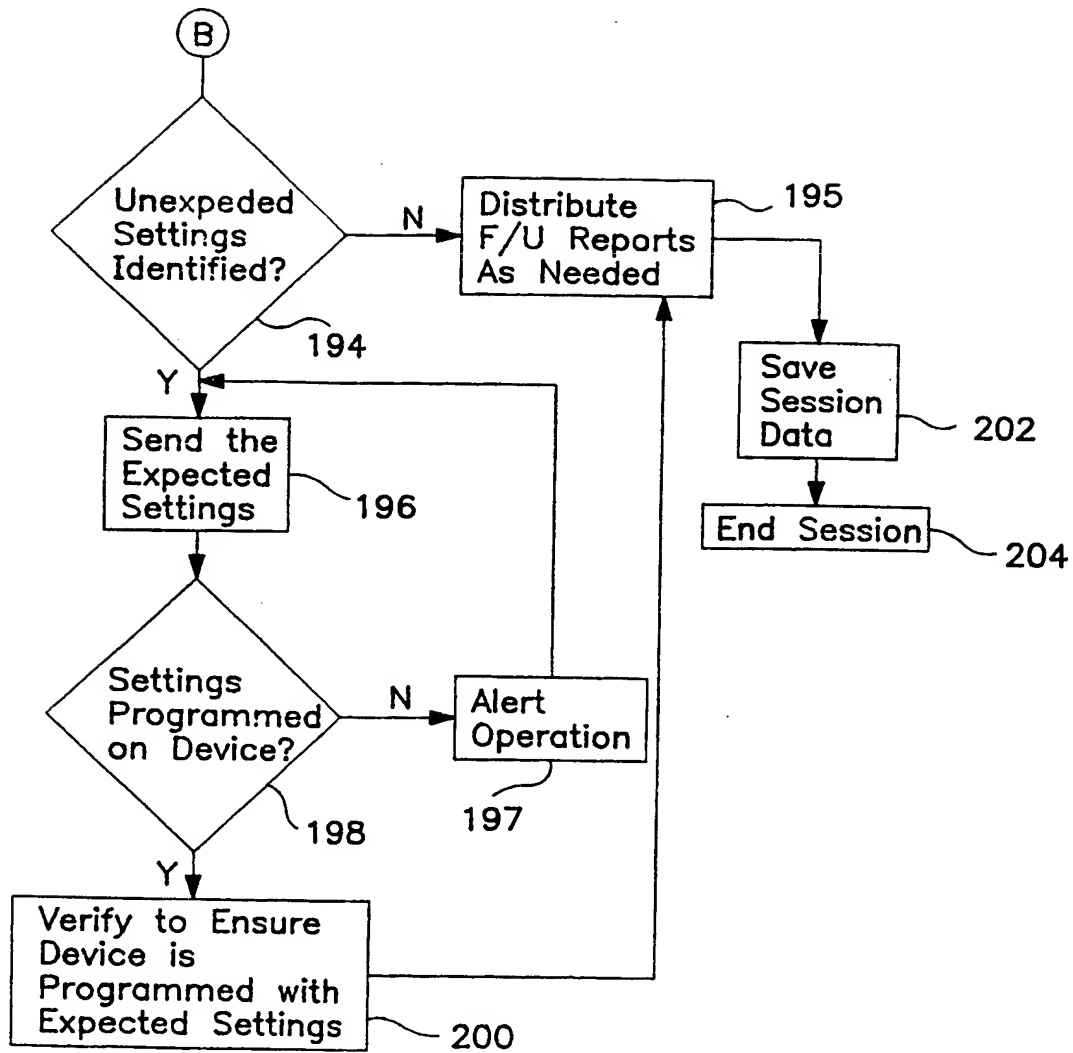 B
Unexpeded
Settings
Identified?
N
Distribute
F/U Reports
As Needed
195
194
Y
Save
Session
Data
202
Send the
Expected
Settings
196
End Session
204
Settings
Programmed
on Device?
N
Alert
Operation
197
198
Y
Verify to Ensure
Device is
Programmed with
Expected Settings
200